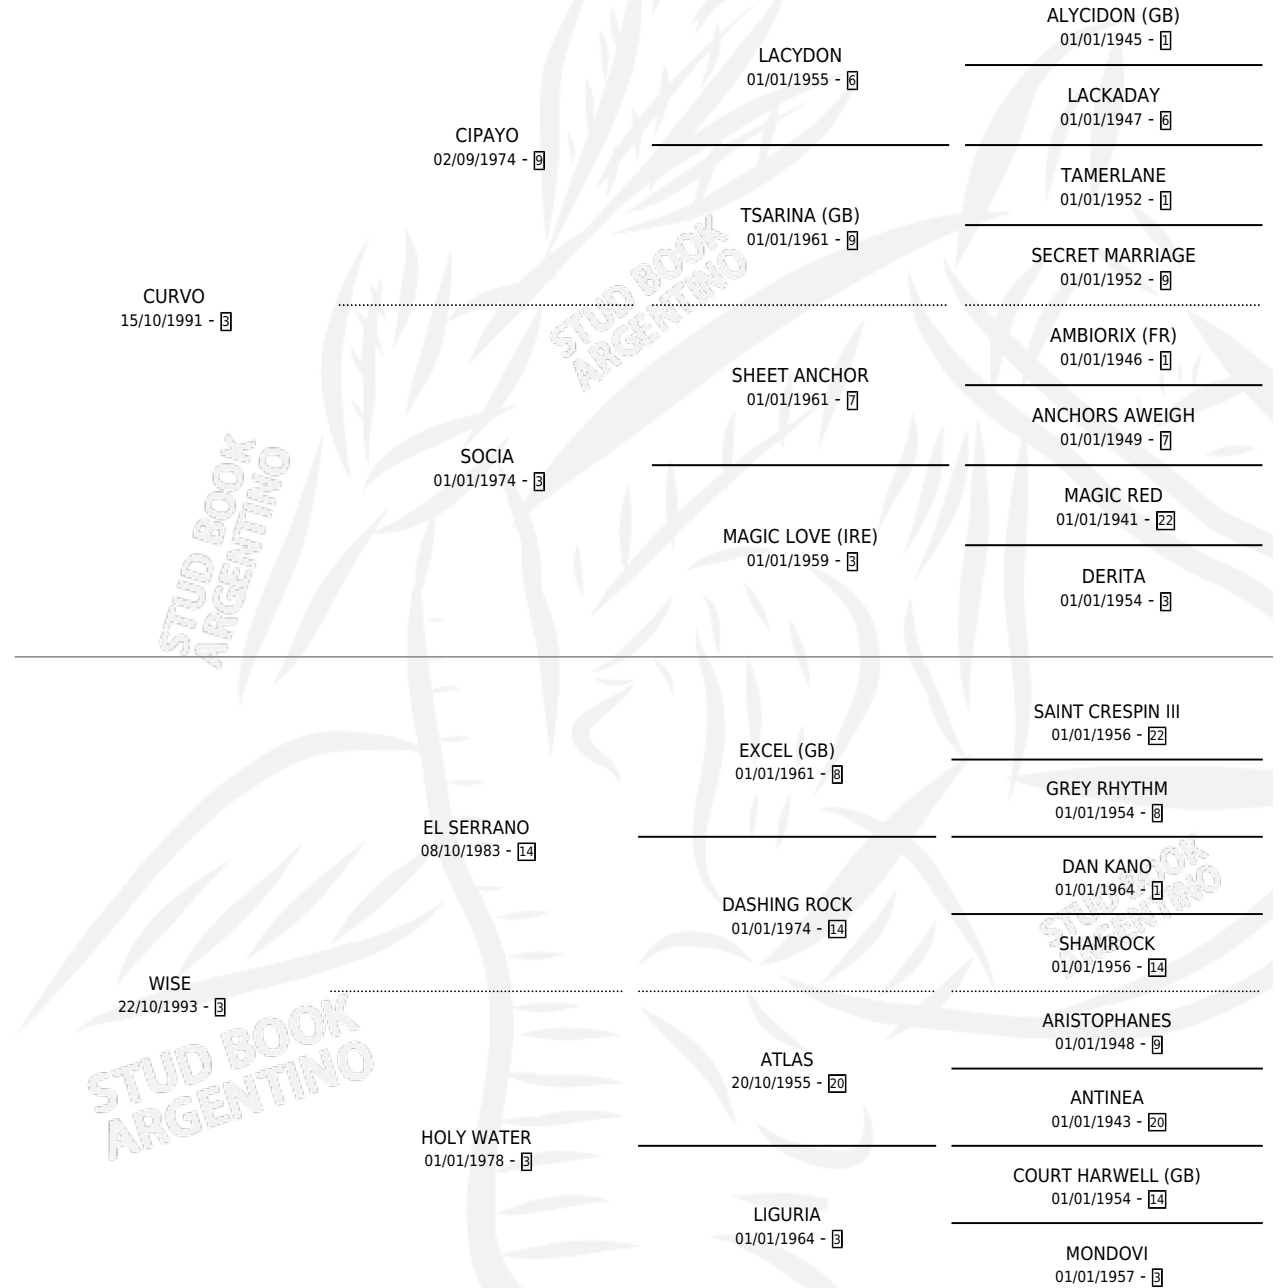 ALYCIDON (GB)
01/01/1945 - 1
LACYDON
01/01/1955 - 6
LACKADAY
01/01/1947 - 6
CIPAYO
02/09/1974 - 9
TAMERLANE
01/01/1952 - 1
TSARINA (GB)
01/01/1961 - 9
SECRET MARRIAGE
01/01/1952 - 9
CURVO
15/10/1991 - 3
AMBIORIX (FR)
01/01/1946 - 1
SHEET ANCHOR
01/01/1961 - 7
ANCHORS AWEIGH
01/01/1949 - 7
SOCIA
01/01/1974 - 3
MAGIC RED
01/01/1941 - 22
MAGIC LOVE (IRE)
01/01/1959 - 3
DERITA
01/01/1954 - 3
SAINT CRESPIN III
01/01/1956 - 22
EXCEL (GB)
01/01/1961 - 8
GREY RHYTHM
01/01/1954 - 8
EL SERRANO
08/10/1983 - 14
DAN KANO
01/01/1964 - 1
DASHING ROCK
01/01/1974 - 14
SHAMROCK
01/01/1956 - 14
WISE
22/10/1993 - 3
ARISTOPHANES
01/01/1948 - 9
ATLAS
20/10/1955 - 20
ANTINEA
01/01/1943 - 20
HOLY WATER
01/01/1978 - 3
COURT HARWELL (GB)
01/01/1954 - 14
LIGURIA
01/01/1964 - 3
MONDOVI
01/01/1957 - 3
STUD BOOK
ARGENTINO
STUD BOOK
ARGENTINO
STUD BOOK
ARGENTINO
STUD BOOK
ARGENTINO